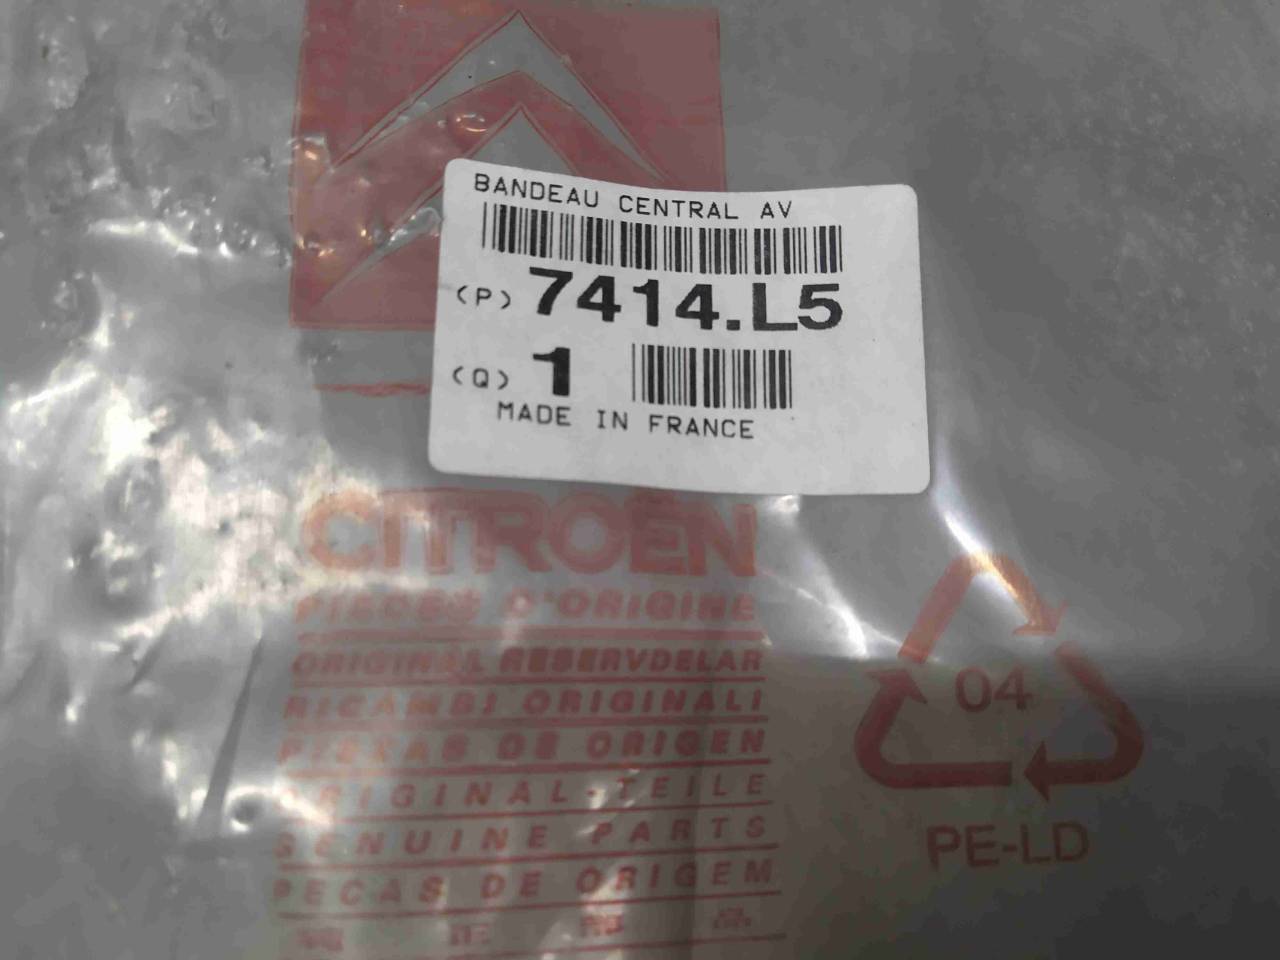 BANDEAU CENTRAL AV
(P) 7414.L5
(Q) 1
MADE IN FRANCE
CITROËN
PIECES D'ORIGINE
ORIGINAL RESERVDELAR
RICAMBI ORIGINALI
PIEZAS DE ORIGEN
ORIGINAL-TEILE
GENUINE PARTS
PECAS DE ORIGEM
04
PE-LD